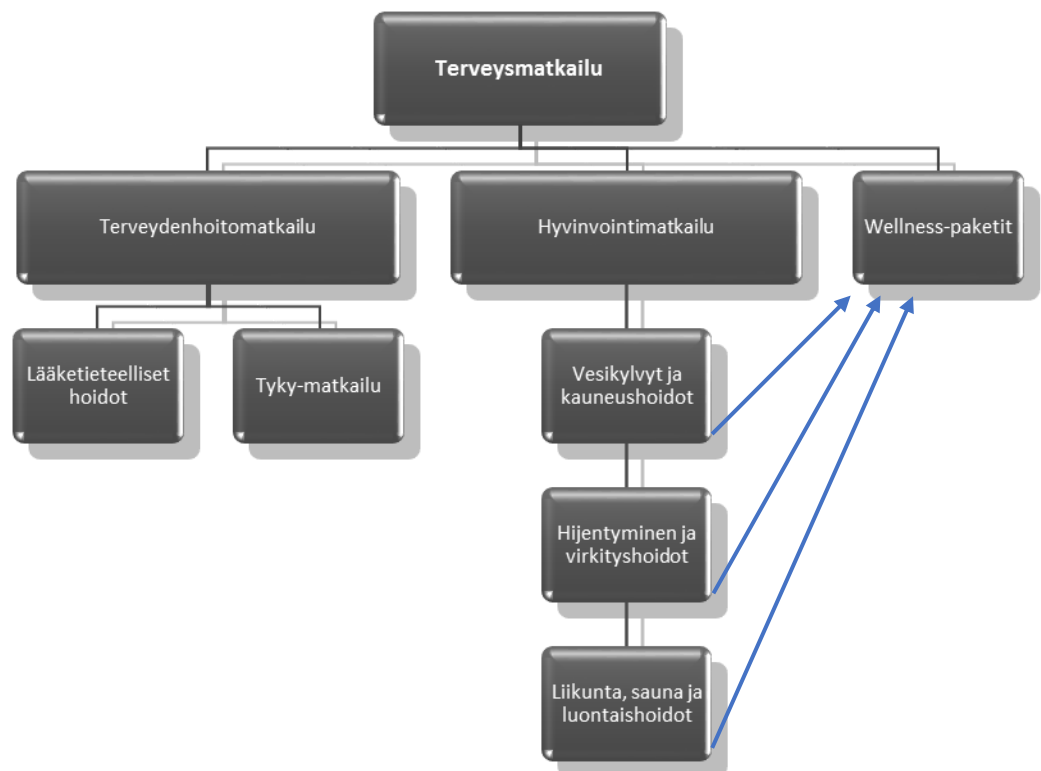 Terveysmatkailu
Terveydenhoitomatkailu
Hyvinvointimatkailu
Wellness-paketit
Lääketieteelliset
hoidot
Tyky-matkailu
Vesikylvyt ja
kauneushoidot
Hijentyminen ja
virkityshoidot
Liikunta, sauna ja
luontaishoidot